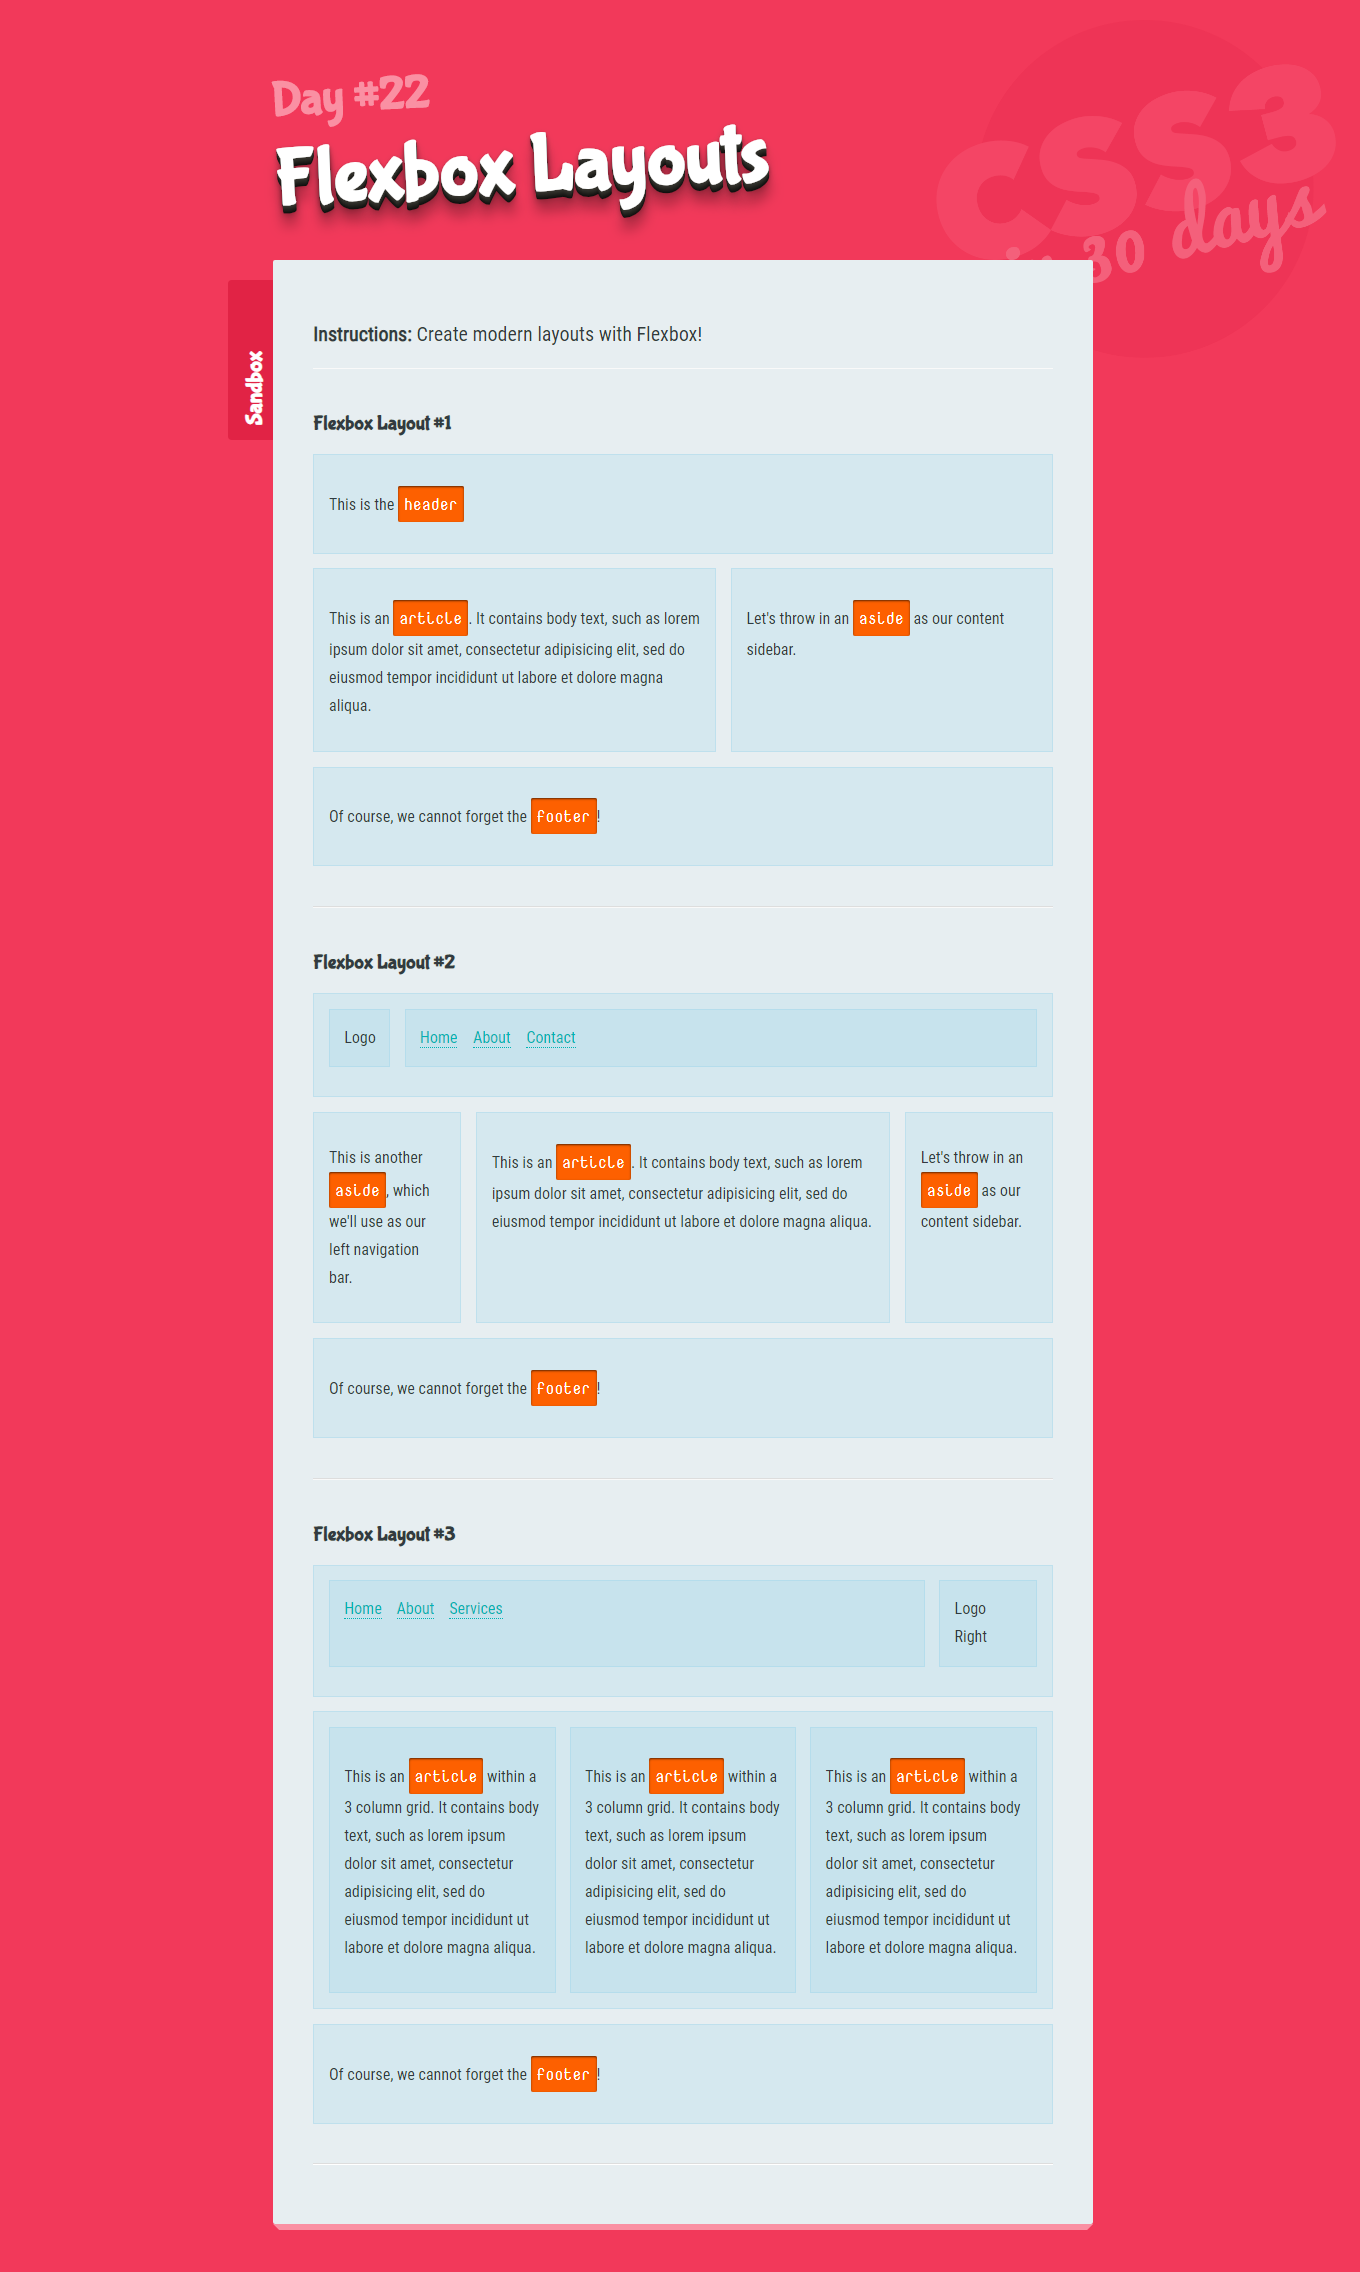 Day #22
Flexbox Layouts
CSS3
30 days
Sandbox
Instructions: Create modern layouts with Flexbox!
Flexbox Layout #1
This is the header
This is an article. It contains body text, such as lorem
ipsum dolor sit amet, consectetur adipisicing elit, sed do
eiusmod tempor incididunt ut labore et dolore magna
aliqua.
Let's throw in an aside as our content
sidebar.
Of course, we cannot forget the footer!
Flexbox Layout #2
Logo
Home About Contact
This is another
aside, which
we'll use as our
left navigation
bar.
This is an article. It contains body text, such as lorem
ipsum dolor sit amet, consectetur adipisicing elit, sed do
eiusmod tempor incididunt ut labore et dolore magna aliqua.
Let's throw in an
aside as our
content sidebar.
Of course, we cannot forget the footer!
Flexbox Layout #3
Home About Services
Logo
Right
This is an article within a
3 column grid. It contains body
text, such as lorem ipsum
dolor sit amet, consectetur
adipisicing elit, sed do
eiusmod tempor incididunt ut
labore et dolore magna aliqua.
This is an article within a
3 column grid. It contains body
text, such as lorem ipsum
dolor sit amet, consectetur
adipisicing elit, sed do
eiusmod tempor incididunt ut
labore et dolore magna aliqua.
This is an article within a
3 column grid. It contains body
text, such as lorem ipsum
dolor sit amet, consectetur
adipisicing elit, sed do
eiusmod tempor incididunt ut
labore et dolore magna aliqua.
Of course, we cannot forget the footer!